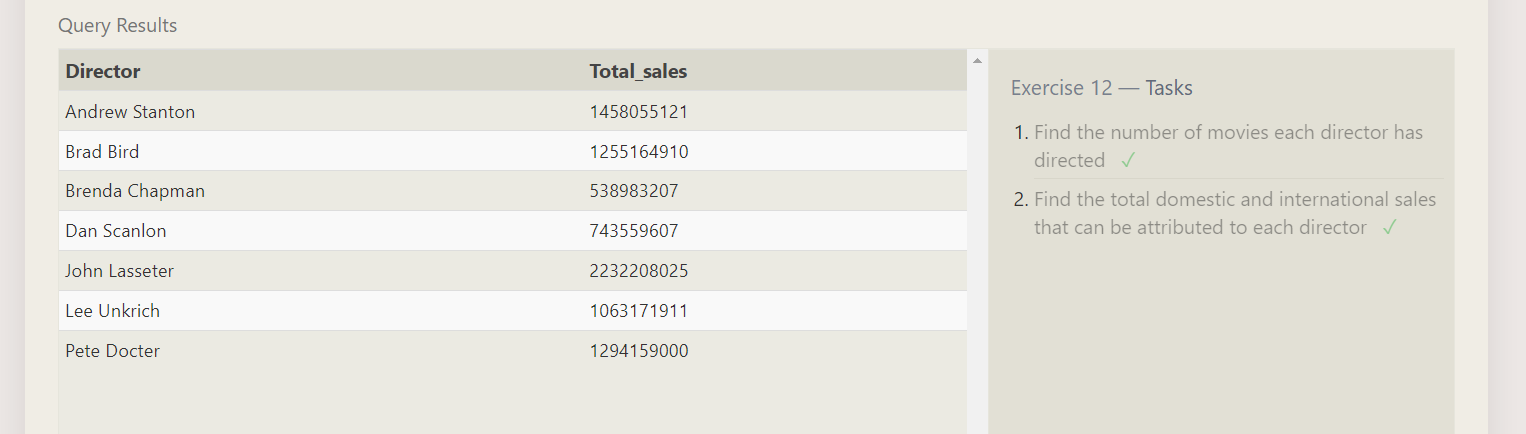 Query Results
Director Total_sales
Andrew Stanton 1458055121
Brad Bird 1255164910
Brenda Chapman 538983207
Dan Scanlon 743559607
John Lasseter 2232208025
Lee Unkrich 1063171911
Pete Docter 1294159000
Exercise 12 — Tasks
1. Find the number of movies each director has
directed ✓
2. Find the total domestic and international sales
that can be attributed to each director ✓